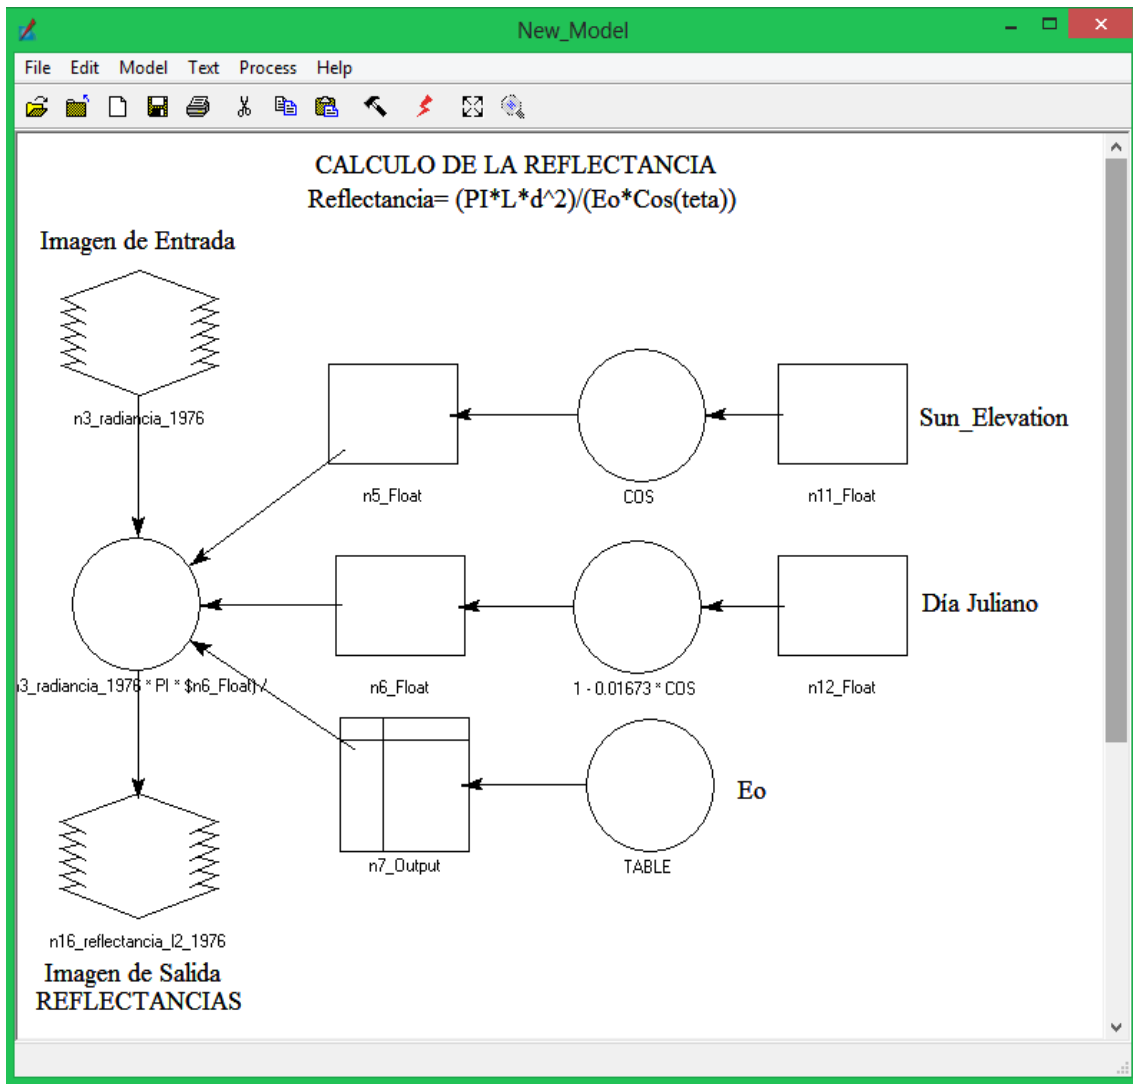 New_Model
File Edit Model Text Process Help
CALCULO DE LA REFLECTANCIA
Reflectancia= (PI*L*d^2)/(Eo*Cos(teta))
Imagen de Entrada
n3_radiancia_1976
Sun_Elevation
n5_Float
COS
n11_Float
Día Juliano
n3_radiancia_1976 * PI * $n6_Float) /
n6_Float
1 - 0.01673 * COS
n12_Float
Eo
n7_Output
TABLE
n16_reflectancia_l2_1976
Imagen de Salida
REFLECTANCIAS